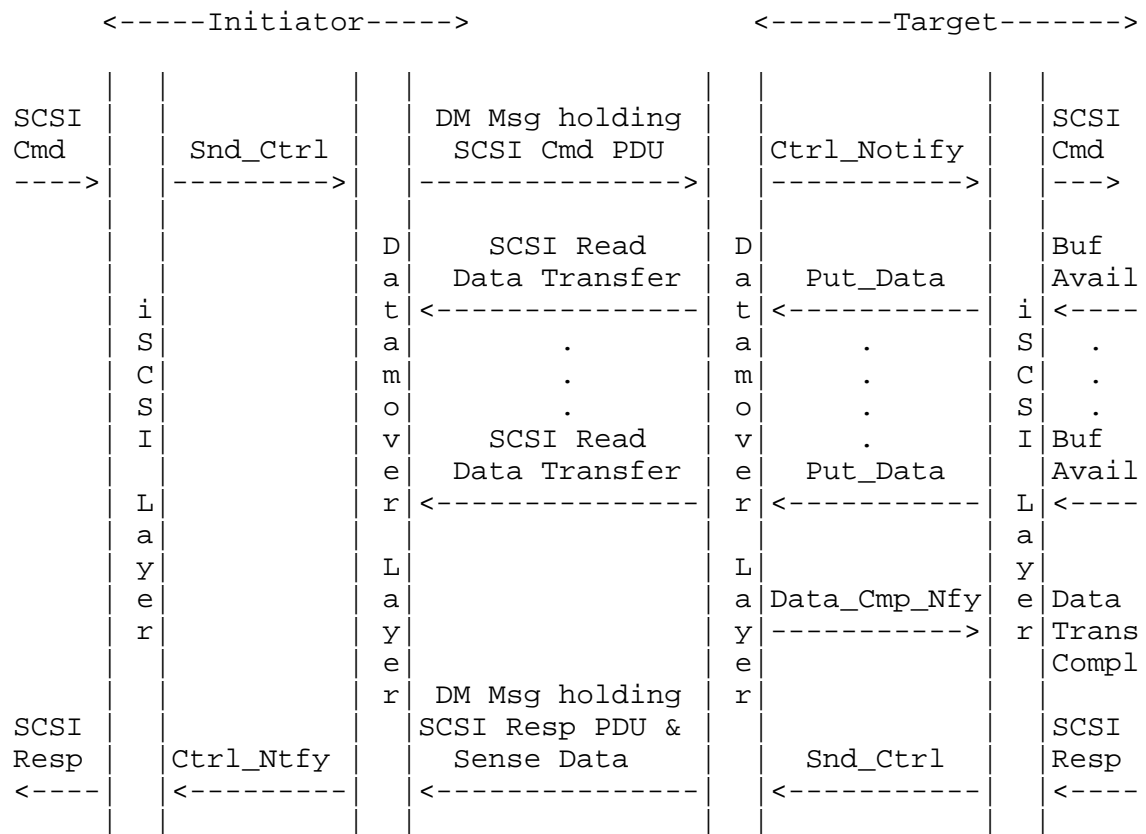 <-----Initiator----->                  <-------Target------->

     |  |           |  |                 |  |             |  |
SCSI |  |           |  | DM Msg holding  |  |             |  |SCSI
Cmd  |  | Snd_Ctrl  |  |  SCSI Cmd PDU   |  |Ctrl_Notify  |  |Cmd
---->|  |---------->|  |---------------->|  |------------>|  |--->
     |  |           |  |                 |  |             |  |
     |  |           | D|    SCSI Read    | D|             |  |Buf
     |  |           | a|  Data Transfer  | a|  Put_Data   |  |Avail
     | i|           | t|<----------------| t|<------------| i|<----
     | S|           | a|        .        | a|      .      | S|  .
     | C|           | m|        .        | m|      .      | C|  .
     | S|           | o|        .        | o|      .      | S|  .
     | I|           | v|    SCSI Read    | v|      .      | I|Buf
     |  |           | e|  Data Transfer  | e|  Put_Data   |  |Avail
     | L|           | r|<----------------| r|<------------| L|<----
     | a|           |  |                 |  |             | a|
     | y|           | L|                 | L|             | y|
     | e|           | a|                 | a|Data_Cmp_Nfy | e|Data
     | r|           | y|                 | y|------------>| r|Trans
     |  |           | e|                 | e|             |  |Compl
     |  |           | r| DM Msg holding  | r|             |  |
SCSI |  |           |  |SCSI Resp PDU &  |  |             |  |SCSI
Resp |  |Ctrl_Ntfy  |  |  Sense Data     |  |  Snd_Ctrl   |  |Resp
<----|  |<----------|  |<----------------|  |<------------|  |<----
     |  |           |  |                 |  |             |  |